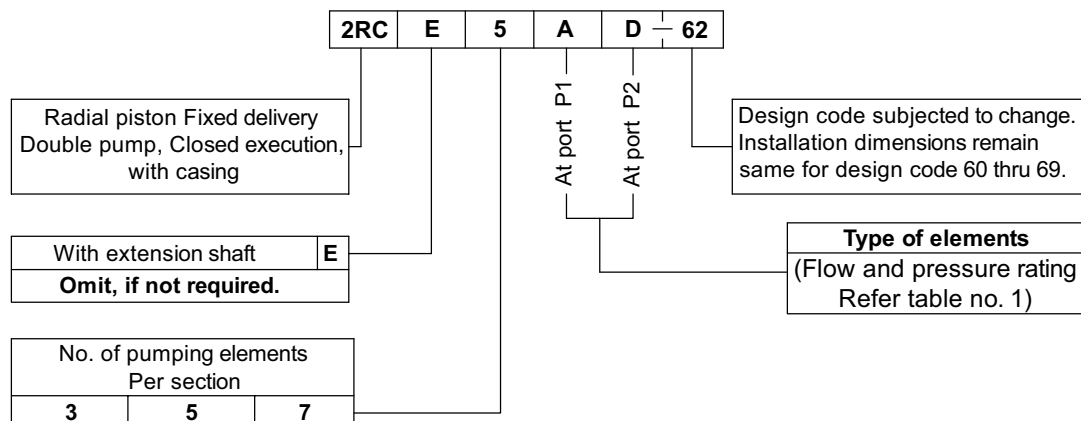 2RC E 5 A D – 62
At port P1
At port P2
Radial piston Fixed delivery
Double pump, Closed execution,
with casing
Design code subjected to change.
Installation dimensions remain
same for design code 60 thru 69.
With extension shaft E
Omit, if not required.
Type of elements
(Flow and pressure rating
Refer table no. 1)
No. of pumping elements
Per section
3 5 7